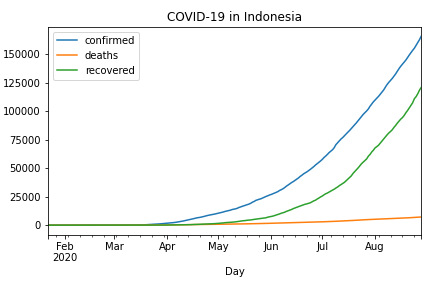 COVID-19 in Indonesia
confirmed
deaths
recovered
150000
125000
100000
75000
50000
25000
0
Feb Mar Apr May Jun Jul Aug
2020
Day